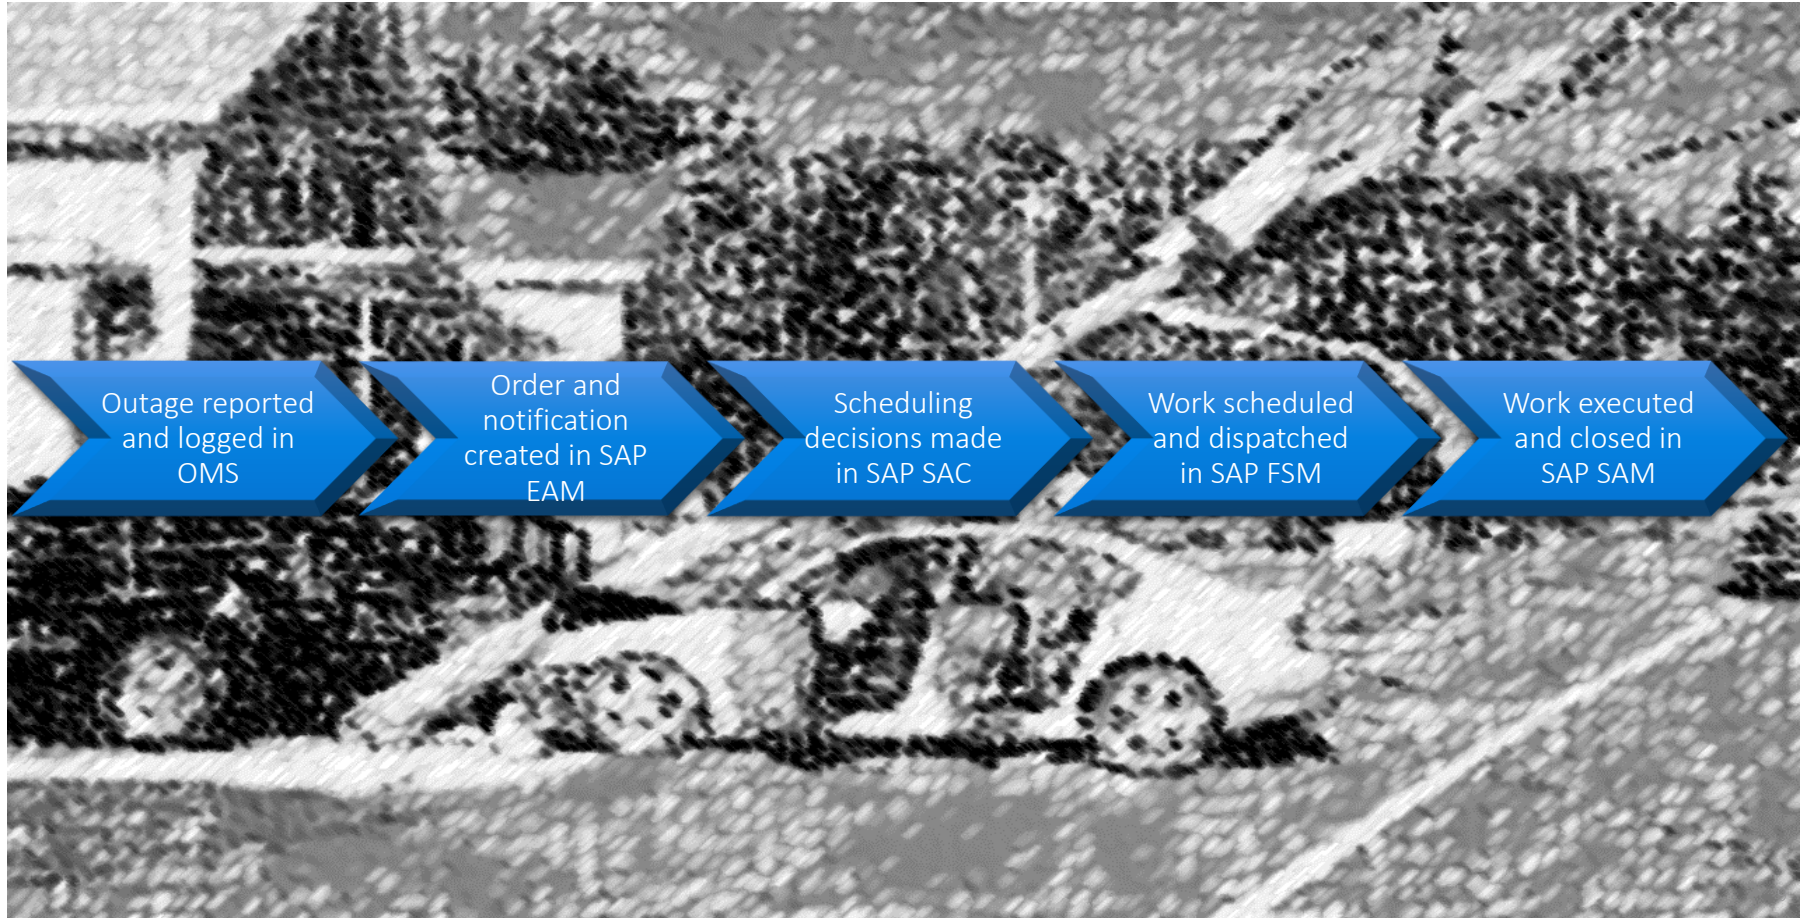 Outage reported
and logged in
OMS
Order and
notification
created in SAP
EAM
Scheduling
decisions made
in SAP SAC
Work scheduled
and dispatched
in SAP FSM
Work executed
and closed in
SAP SAM